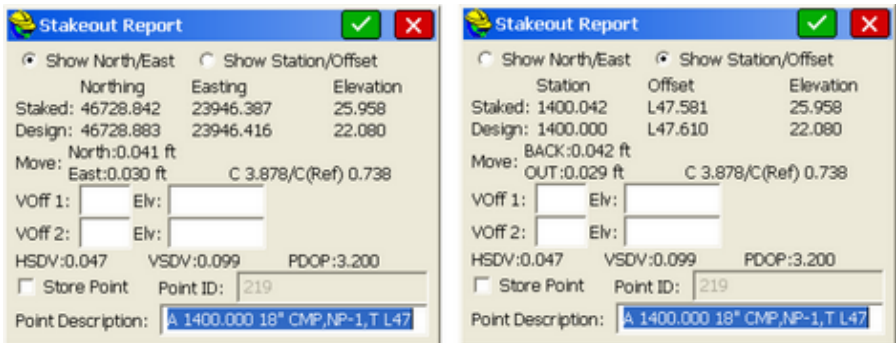 Stakeout Report
Show North/East Show Station/Offset
Northing Easting Elevation
Staked: 46728.842 23946.387 25.958
Design: 46728.883 23946.416 22.080
Move: North:0.041 ft
East:0.030 ft C 3.878/C(Ref) 0.738
VOff 1: Elv:
VOff 2: Elv:
HSDV:0.047 VSDV:0.099 PDOP:3.200
Store Point Point ID: 219
Point Description: A 1400.000 18" CMP,NP-1,T L47
Stakeout Report
Show North/East Show Station/Offset
Station Offset Elevation
Staked: 1400.042 L47.581 25.958
Design: 1400.000 L47.610 22.080
Move: BACK:0.042 ft
OUT:0.029 ft C 3.878/C(Ref) 0.738
VOff 1: Elv:
VOff 2: Elv:
HSDV:0.047 VSDV:0.099 PDOP:3.200
Store Point Point ID: 219
Point Description: A 1400.000 18" CMP,NP-1,T L47